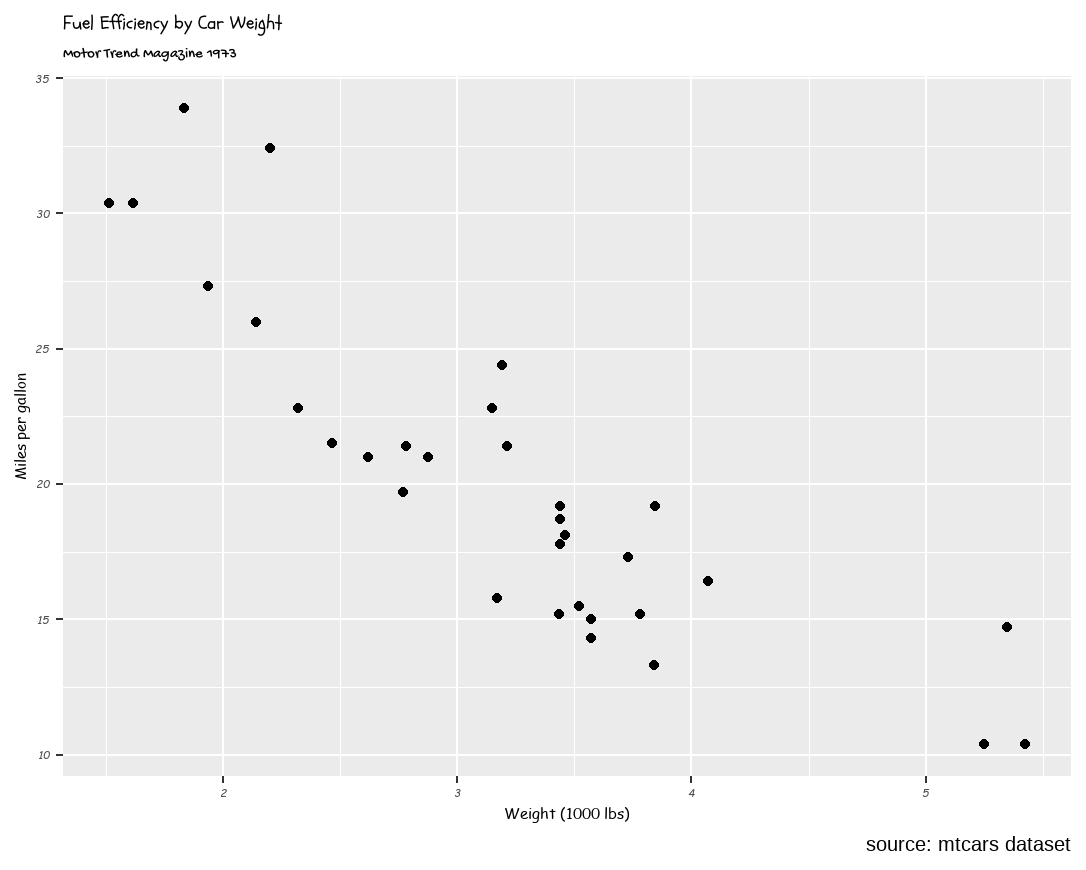 Fuel Efficiency by Car Weight
Motor Trend Magazine 1973
35
30
25
20
15
10
Miles per gallon
2 3 4 5
Weight (1000 lbs)
source: mtcars dataset